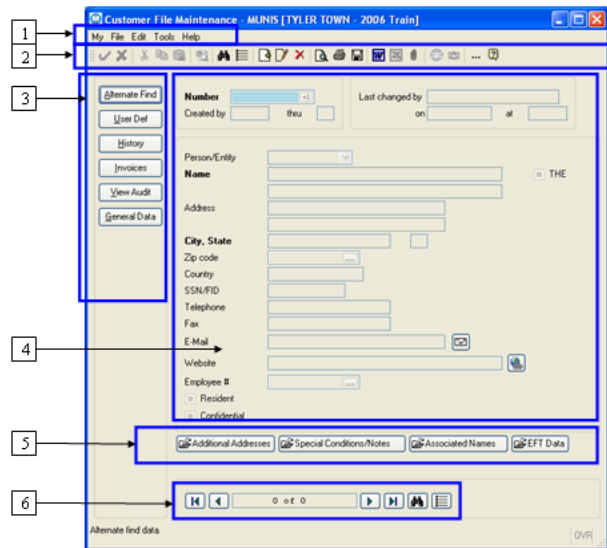 Customer File Maintenance - MUNIS [TYLER TOWN - 2006 Train]
1
My File Edit Tools Help
2
3
Alternate Find
User Def
History
Invoices
View Audit
General Data
Number +1
Created by thru
Last changed by
on at
Person/Entity
Name THE
Address
City, State
Zip code ...
Country
SSN/FID
Telephone
Fax
4
E-Mail
Website
Employee # ...
Resident
Confidential
5
Additional Addresses Special Conditions/Notes Associated Names EFT Data
6
0 of 0
Alternate find data. OVR